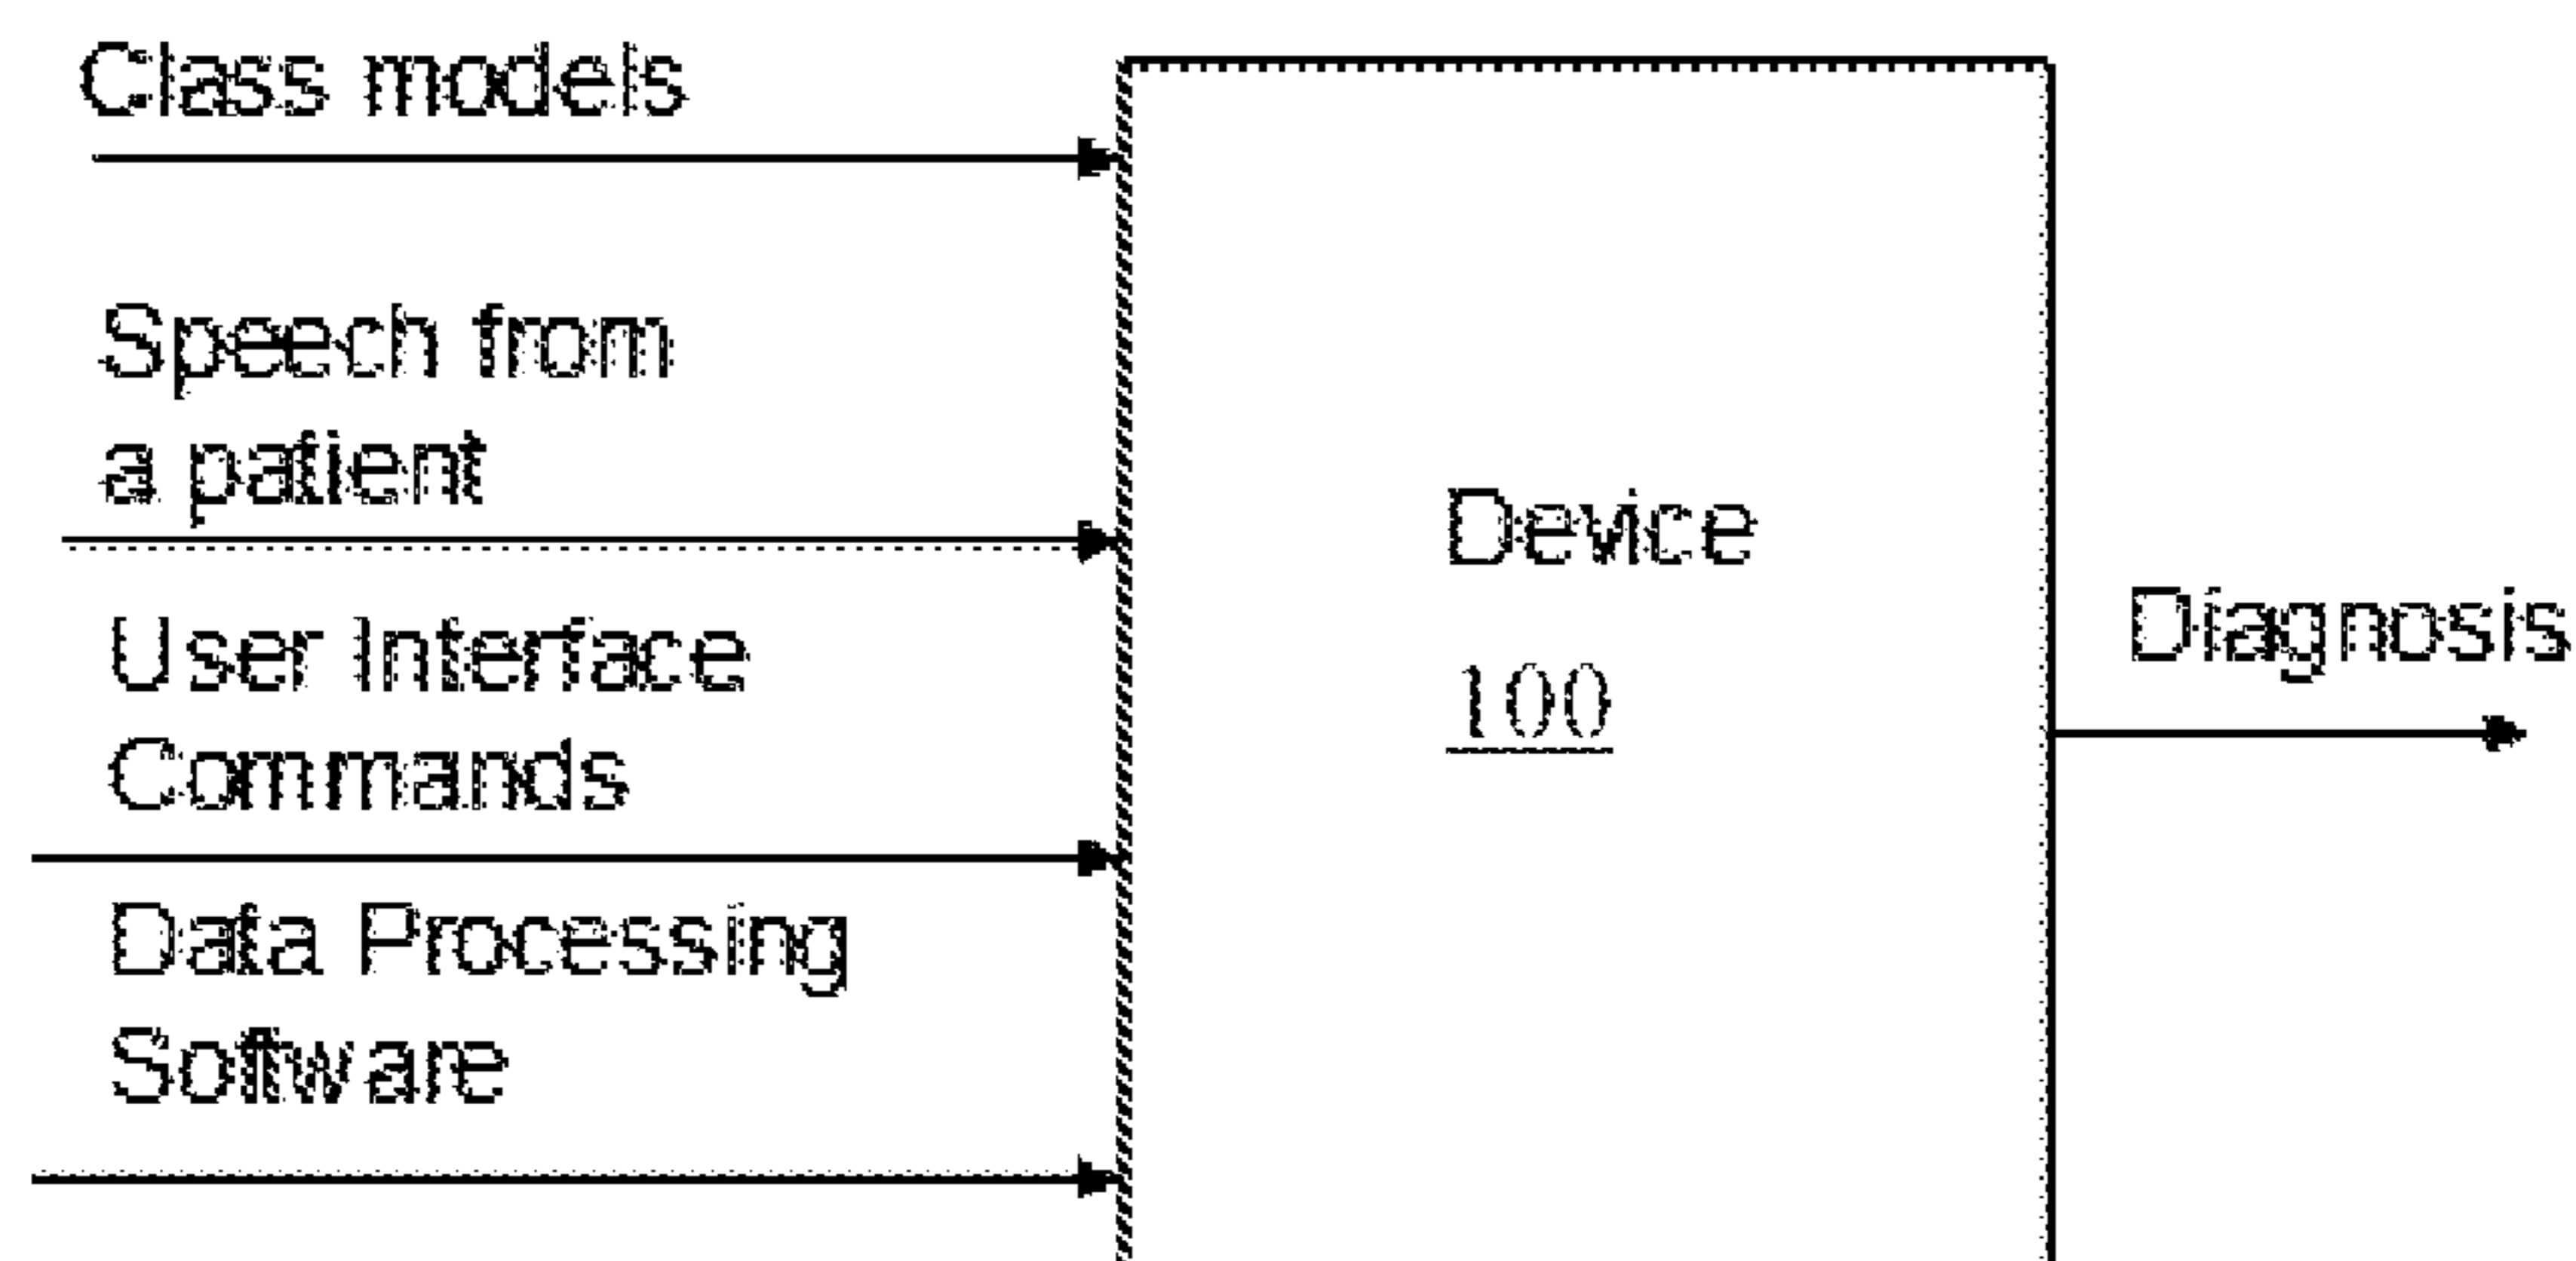 Class models
Speech from
a patient
User Interface
Commands
Data Processing
Software
Device
100
Diagnosis